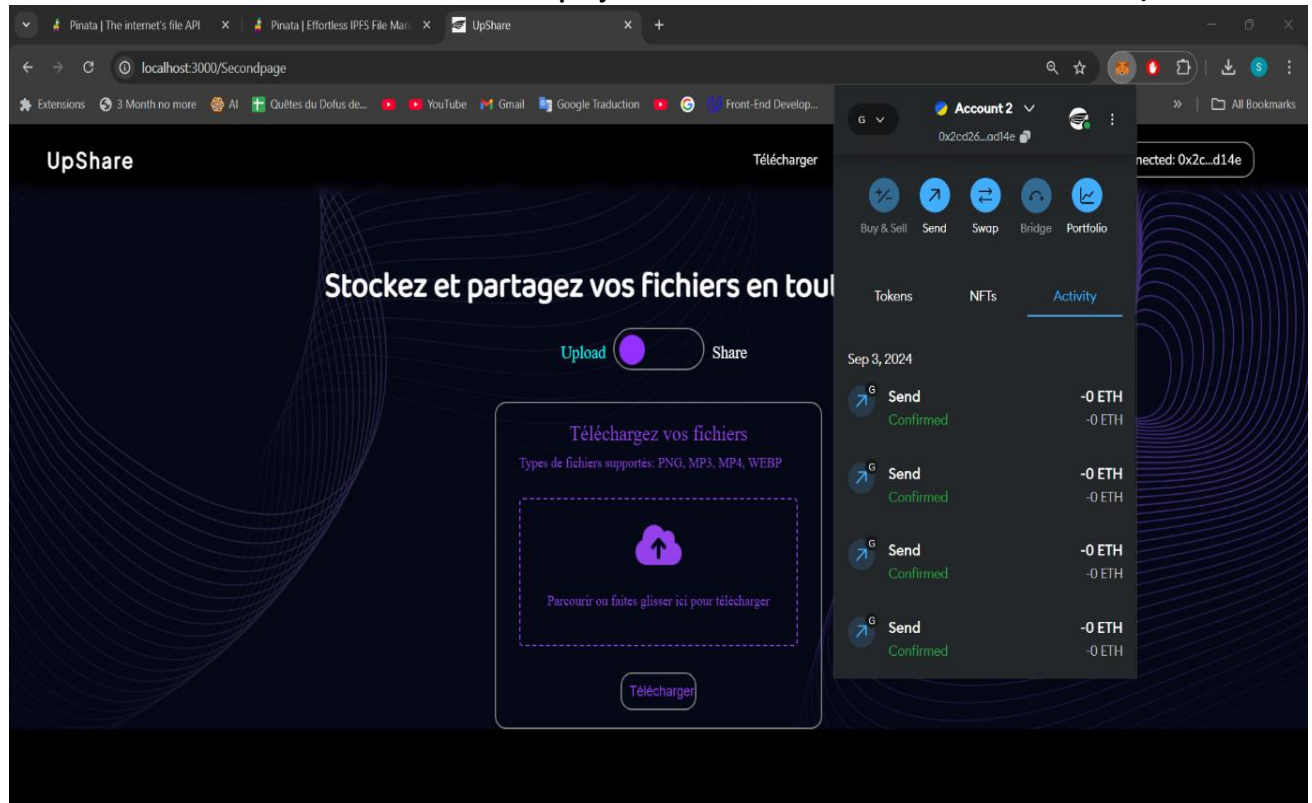 Pinata | The internet's file API
Pinata | Effortless IPFS File Man
UpShare
localhost:3000/Secondpage
Extensions
3 Month no more
AI
Quêtes du Dofus de...
YouTube
Gmail
Google Traduction
Front-End Develop...
All Bookmarks
UpShare
Télécharger
nected: 0x2c...d14e
G
Account 2
0x2cd26...ad14e
Buy & Sell
Send
Swap
Bridge
Portfolio
Tokens
NFTs
Activity
Stockez et partagez vos fichiers en tout
Upload
Share
Téléchargez vos fichiers
Types de fichiers supportés: PNG, MP3, MP4, WEBP
Parcourir ou faites glisser ici pour télécharger
Télécharger
Sep 3, 2024
G
Send
-0 ETH
Confirmed
-0 ETH
G
Send
-0 ETH
Confirmed
-0 ETH
G
Send
-0 ETH
Confirmed
-0 ETH
G
Send
-0 ETH
Confirmed
-0 ETH